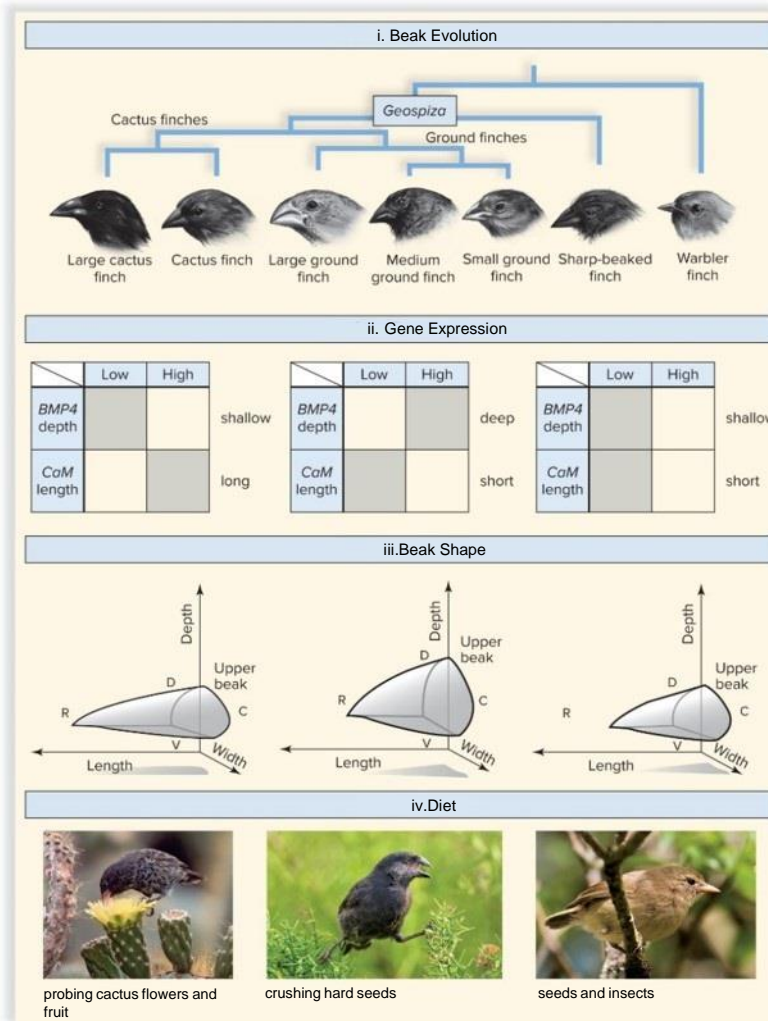 i. Beak Evolution
Geospiza
Cactus finches
Ground finches
Large cactus
finch
Cactus finch
Large ground
finch
Medium
ground finch
Small ground
finch
Sharp-beaked
finch
Warbler
finch
ii. Gene Expression
Low High
BMP4
depth
shallow
CaM
length
long
Low High
BMP4
depth
deep
CaM
length
short
Low High
BMP4
depth
CaM
length
short
iii.Beak Shape
Depth
Upper
beak
D
R
C
V
Width
Length
Depth
Upper
beak
D
R
C
V
Width
Length
Depth
Upper
beak
D
R
C
V
Width
Length
iv.Diet
probing cactus flowers and
fruit
crushing hard seeds
seeds and insects